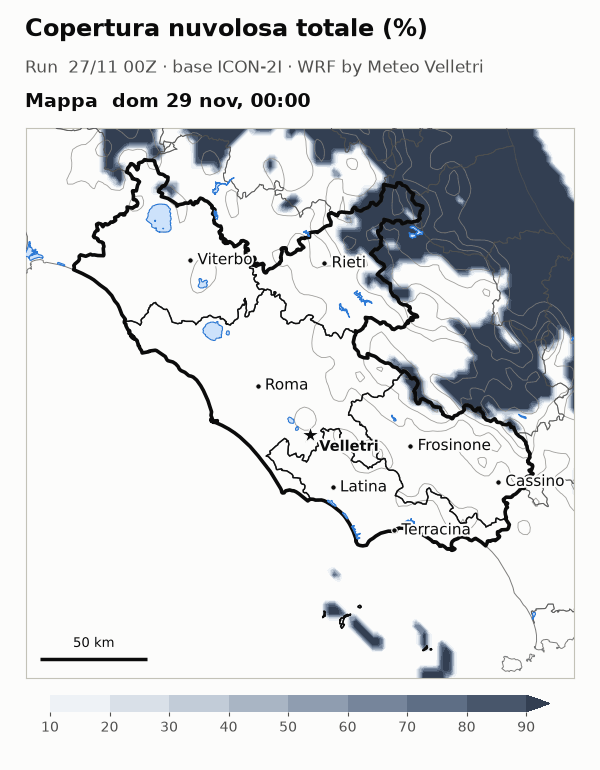 Copertura nuvolosa totale (%)
Run 27/11 00Z · base ICON-2I · WRF by Meteo Velletri
Mappa dom 29 nov, 00:00
Viterbo
Rieti
Roma
Velletri
Frosinone
Latina
Cassino
Terracina
50 km
10 20 30 40 50 60 70 80 90